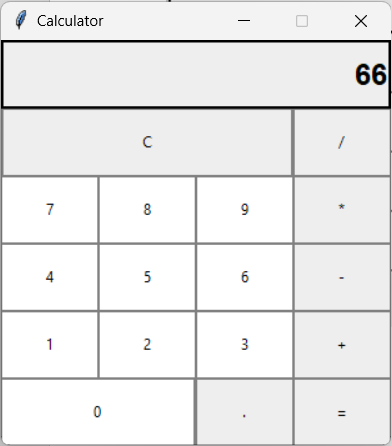 Calculator
66
C /
7 8 9 *
4 5 6 -
1 2 3 +
0 . =